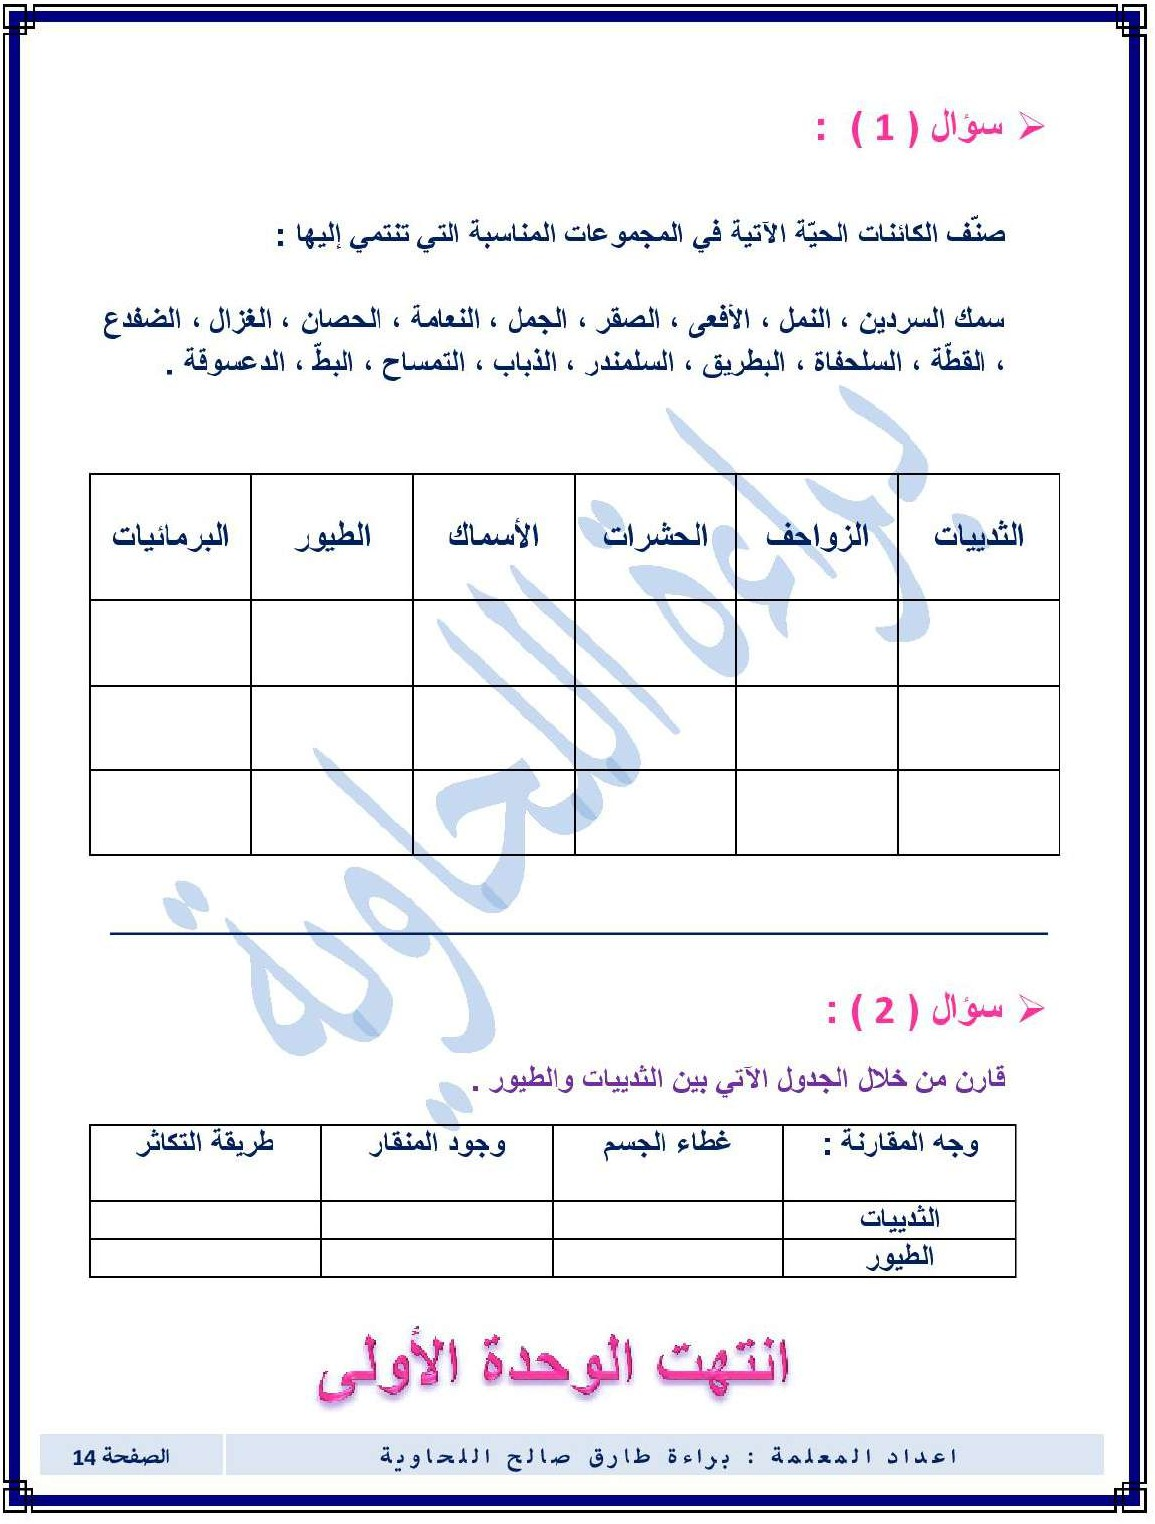 سؤال ( 1 ) :
صنّف الكائنات الحيّة الآتية في المجموعات المناسبة التي تنتمي إليها :
سمك السردين ، النمل ، الأفعى ، الصقر ، الجمل ، النعامة ، الحصان ، الغزال ، الضفدع
، القطّة ، السلحفاة ، البطريق ، السلمندر ، الذباب ، التمساح ، البطّ ، الدعسوقة .
الثدييات الزواحف الحشرات الأسماك الطيور البرمائيات
براءة اللحاوية
سؤال ( 2 ) :
قارن من خلال الجدول الآتي بين الثدييات والطيور .
وجه المقارنة : غطاء الجسم وجود المنقار طريقة التكاثر
الثدييات
الطيور
انتهت الوحدة الأولى
اعداد المعلمة : براءة طارق صالح اللحاوية الصفحة 14